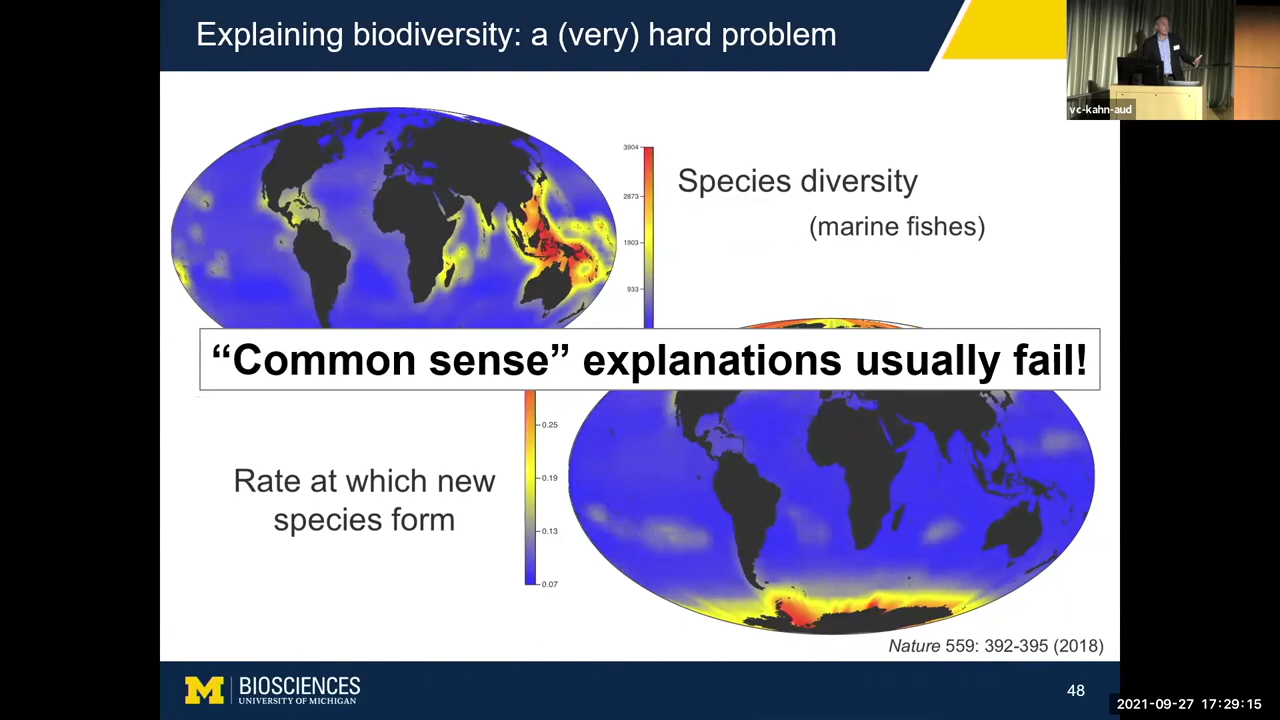 Explaining biodiversity: a (very) hard problem
vc-kahn-aud
3904
2873
1903
933
Species diversity
(marine fishes)
“Common sense” explanations usually fail!
0.25
0.19
0.13
0.07
Rate at which new
species form
Nature 559: 392-395 (2018)
M BIOSCIENCES
UNIVERSITY OF MICHIGAN
48
2021-09-27 17:29:15